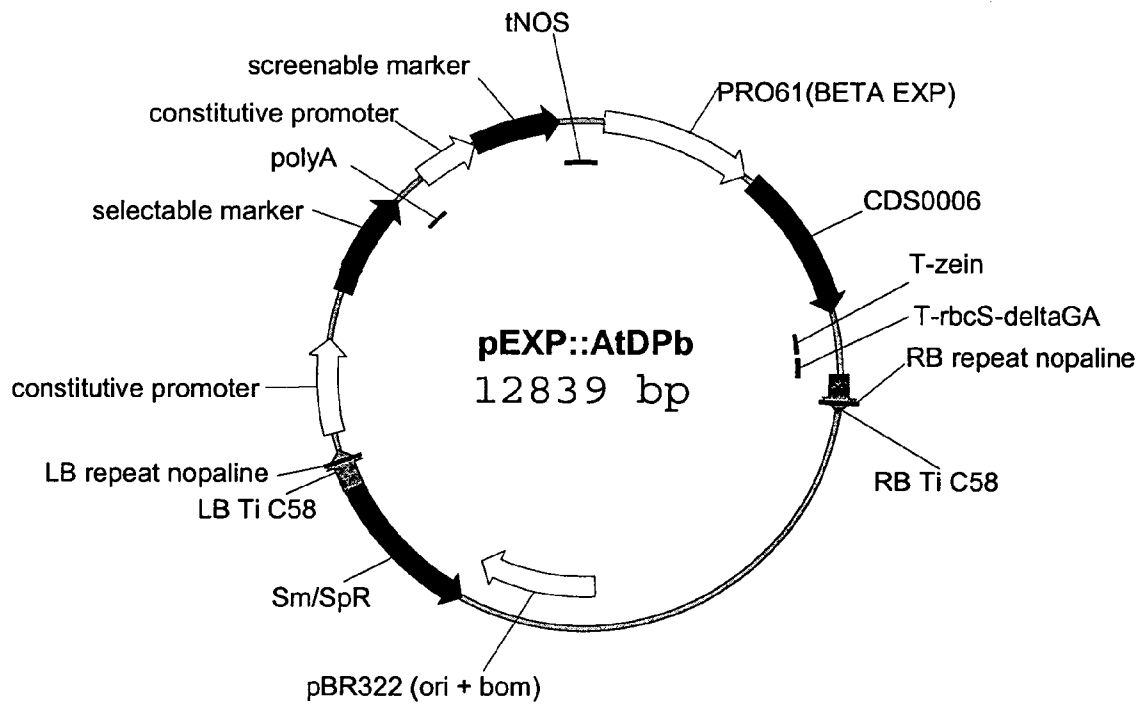 tNOS
screenable marker
PRO61(BETA EXP)
constitutive promoter
polyA
selectable marker
CDS0006
T-zein
T-rbcS-deltaGA
pEXP::AtDPb
RB repeat nopaline
12839 bp
constitutive promoter
LB repeat nopaline
RB Ti C58
LB Ti C58
Sm/SpR
pBR322 (ori + bom)